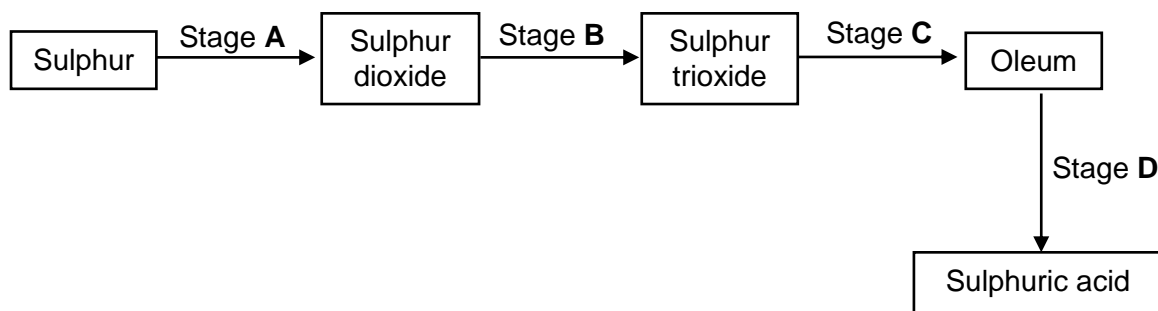 Sulphur
Stage A
Sulphur
dioxide
Stage B
Sulphur
trioxide
Stage C
Oleum
Stage D
Sulphuric acid